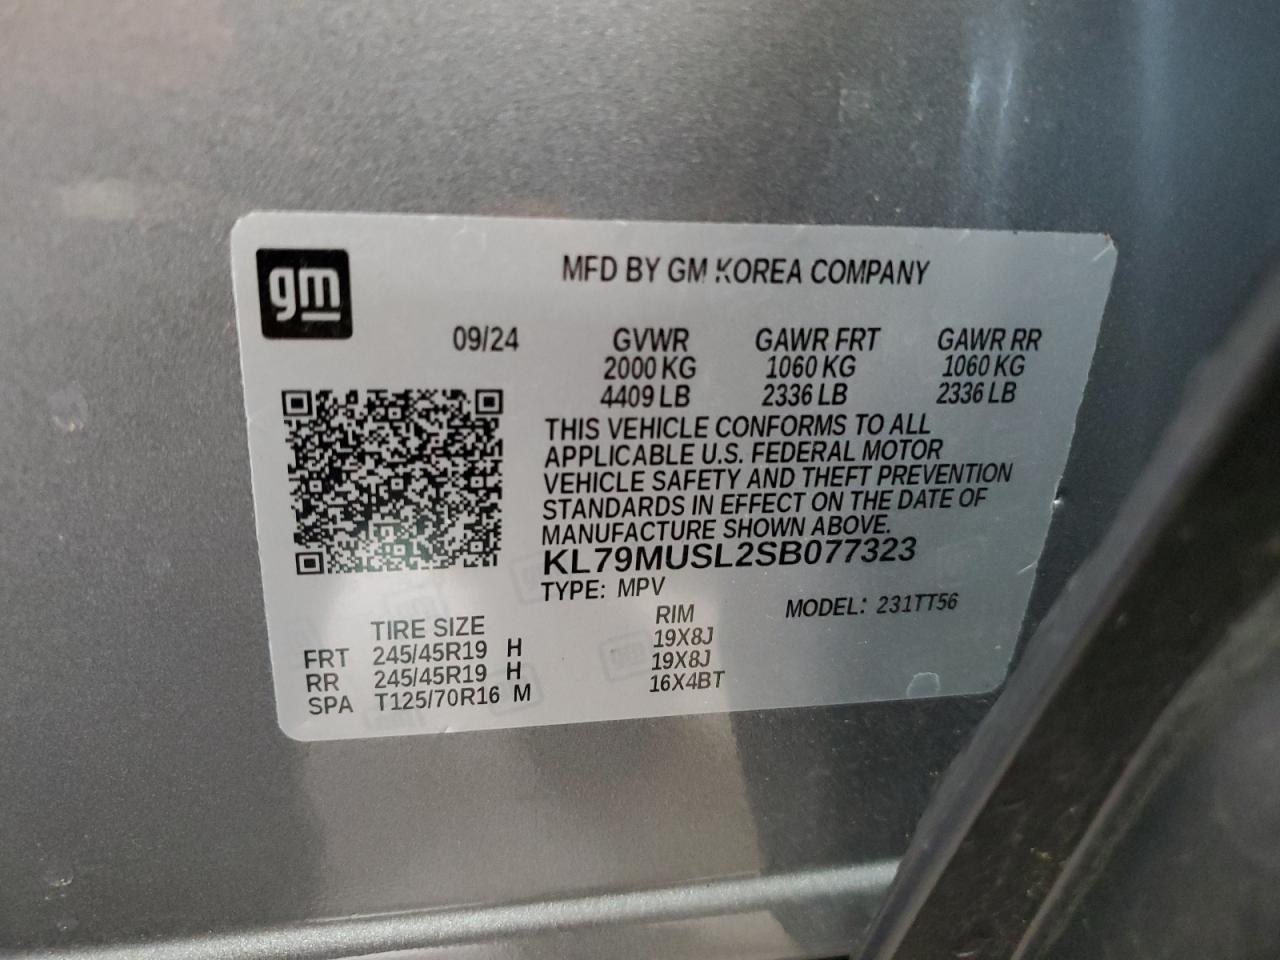 gm
MFD BY GM KOREA COMPANY
09/24 GVWR GAWR FRT GAWR RR
2000 KG 1060 KG 1060 KG
4409 LB 2336 LB 2336 LB
THIS VEHICLE CONFORMS TO ALL
APPLICABLE U.S. FEDERAL MOTOR
VEHICLE SAFETY AND THEFT PREVENTION
STANDARDS IN EFFECT ON THE DATE OF
MANUFACTURE SHOWN ABOVE.
KL79MUSL2SB077323
TYPE: MPV MODEL: 231TT56
TIRE SIZE RIM
FRT 245/45R19 H 19X8J
RR 245/45R19 H 19X8J
SPA T125/70R16 M 16X4BT